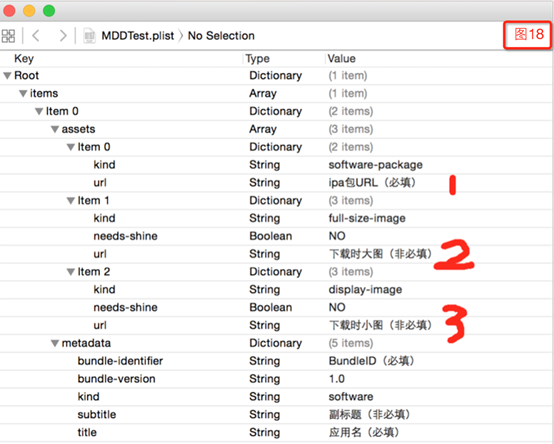 MDDTest.plist 〉 No Selection
图18
Key Type Value
Root Dictionary (1 item)
items Array (1 item)
Item 0 Dictionary (2 items)
assets Array (3 items)
Item 0 Dictionary (2 items)
kind String software-package
url String ipa包URL（必填） 1
Item 1 Dictionary (3 items)
kind String full-size-image
needs-shine Boolean NO
url String 下载时大图（非必填） 2
Item 2 Dictionary (3 items)
kind String display-image
needs-shine Boolean NO
url String 下载时小图（非必填） 3
metadata Dictionary (5 items)
bundle-identifier String BundleID（必填）
bundle-version String 1.0
kind String software
subtitle String 副标题（非必填）
title String 应用名（必填）